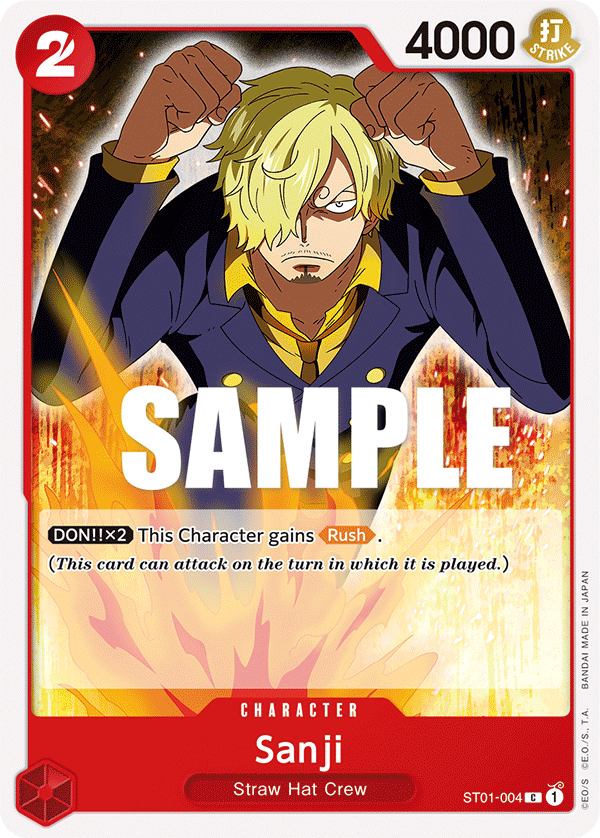 2
4000
打
STRIKE
SAMPLE
DON!!×2 This Character gains Rush.
(This card can attack on the turn in which it is played.)
CHARACTER
Sanji
Straw Hat Crew
ST01-004 C 1
©E.O./S ©E.O./S., T.A. BANDAI MADE IN JAPAN